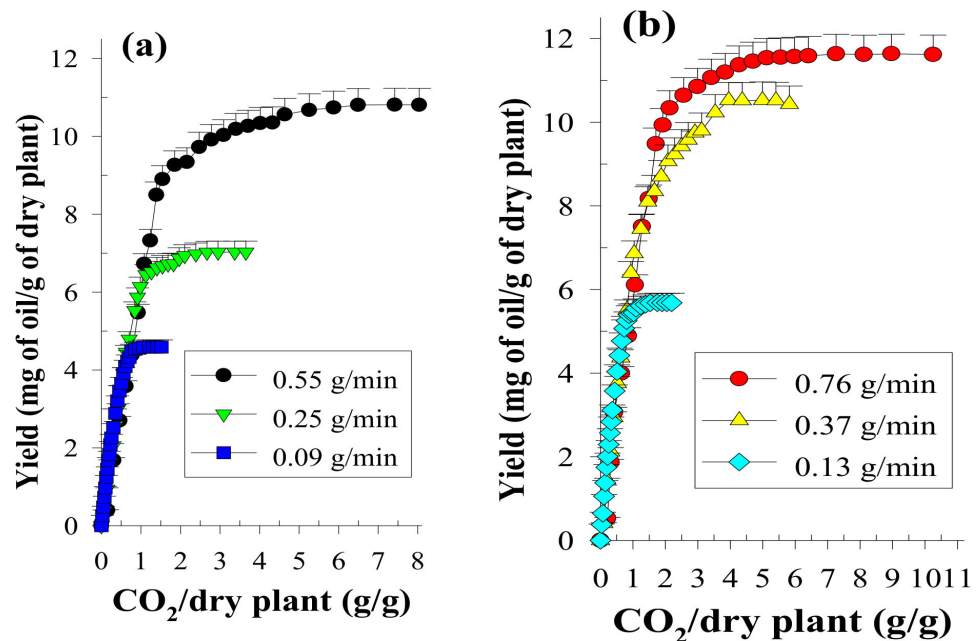 (a)
Yield (mg of oil/g of dry plant)
12
10
8
6
4
2
0
0.55 g/min
0.25 g/min
0.09 g/min
0 1 2 3 4 5 6 7 8
CO₂/dry plant (g/g)
(b)
Yield (mg of oil/g of dry plant)
12
10
8
6
4
2
0
0.76 g/min
0.37 g/min
0.13 g/min
0 1 2 3 4 5 6 7 8 9 1011
CO₂/dry plant (g/g)